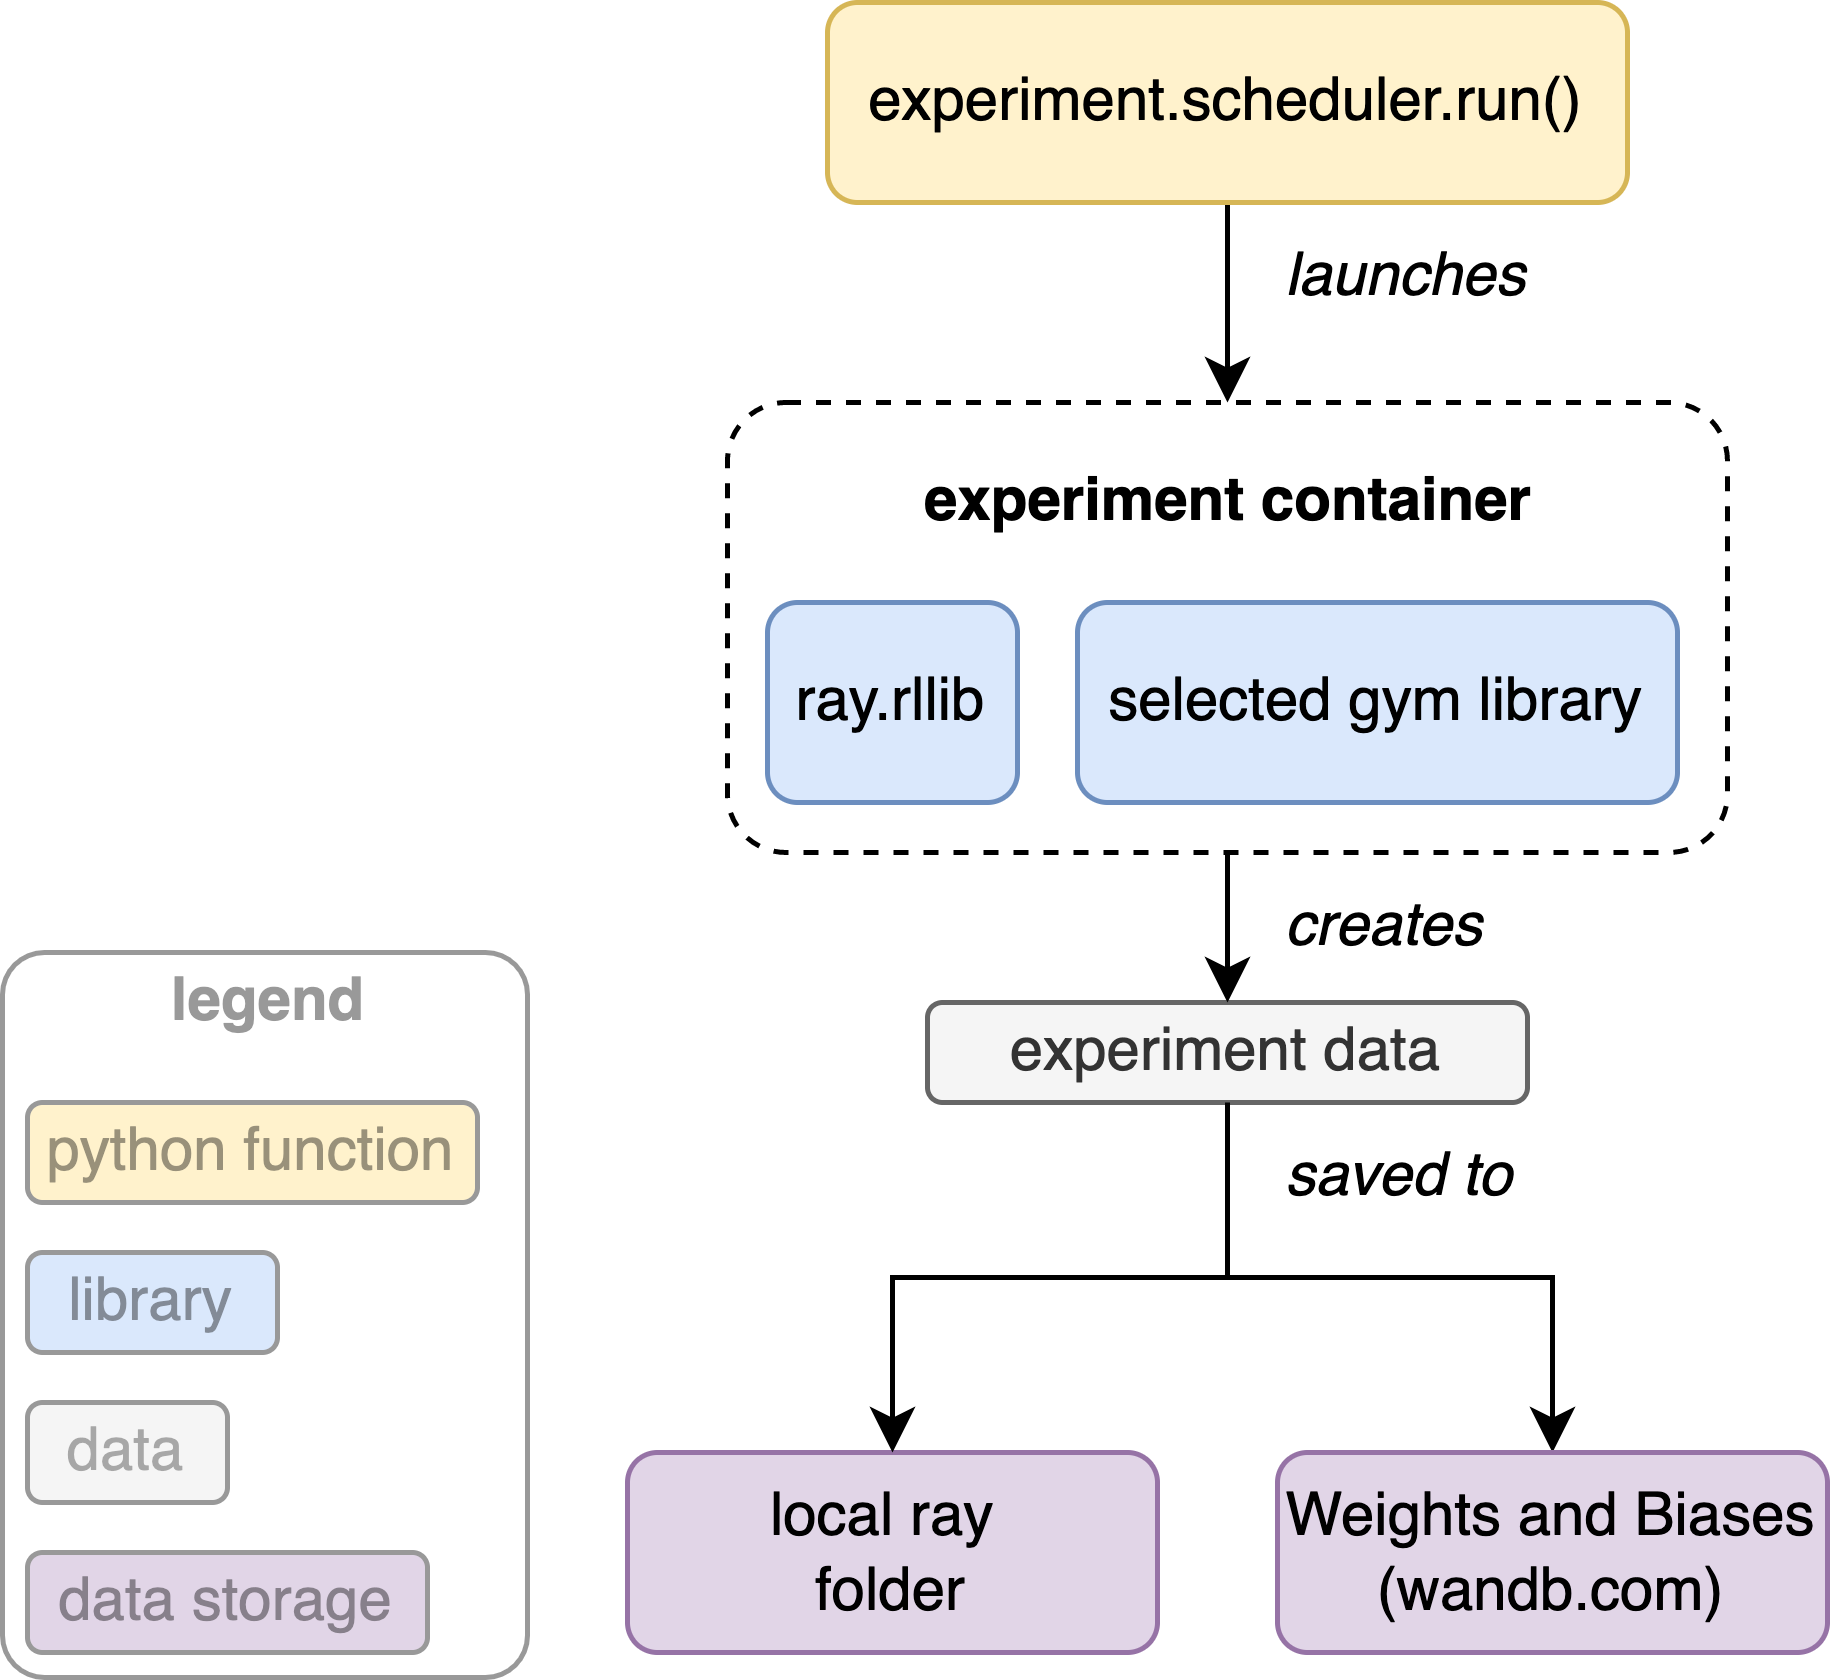 experiment.scheduler.run()
launches
experiment container
ray.rllib
selected gym library
creates
experiment data
saved to
local ray
folder
Weights and Biases
(wandb.com)
legend
python function
library
data
data storage